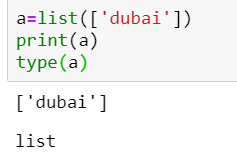 a=list(['dubai'])
print(a)
type(a)
['dubai']
list